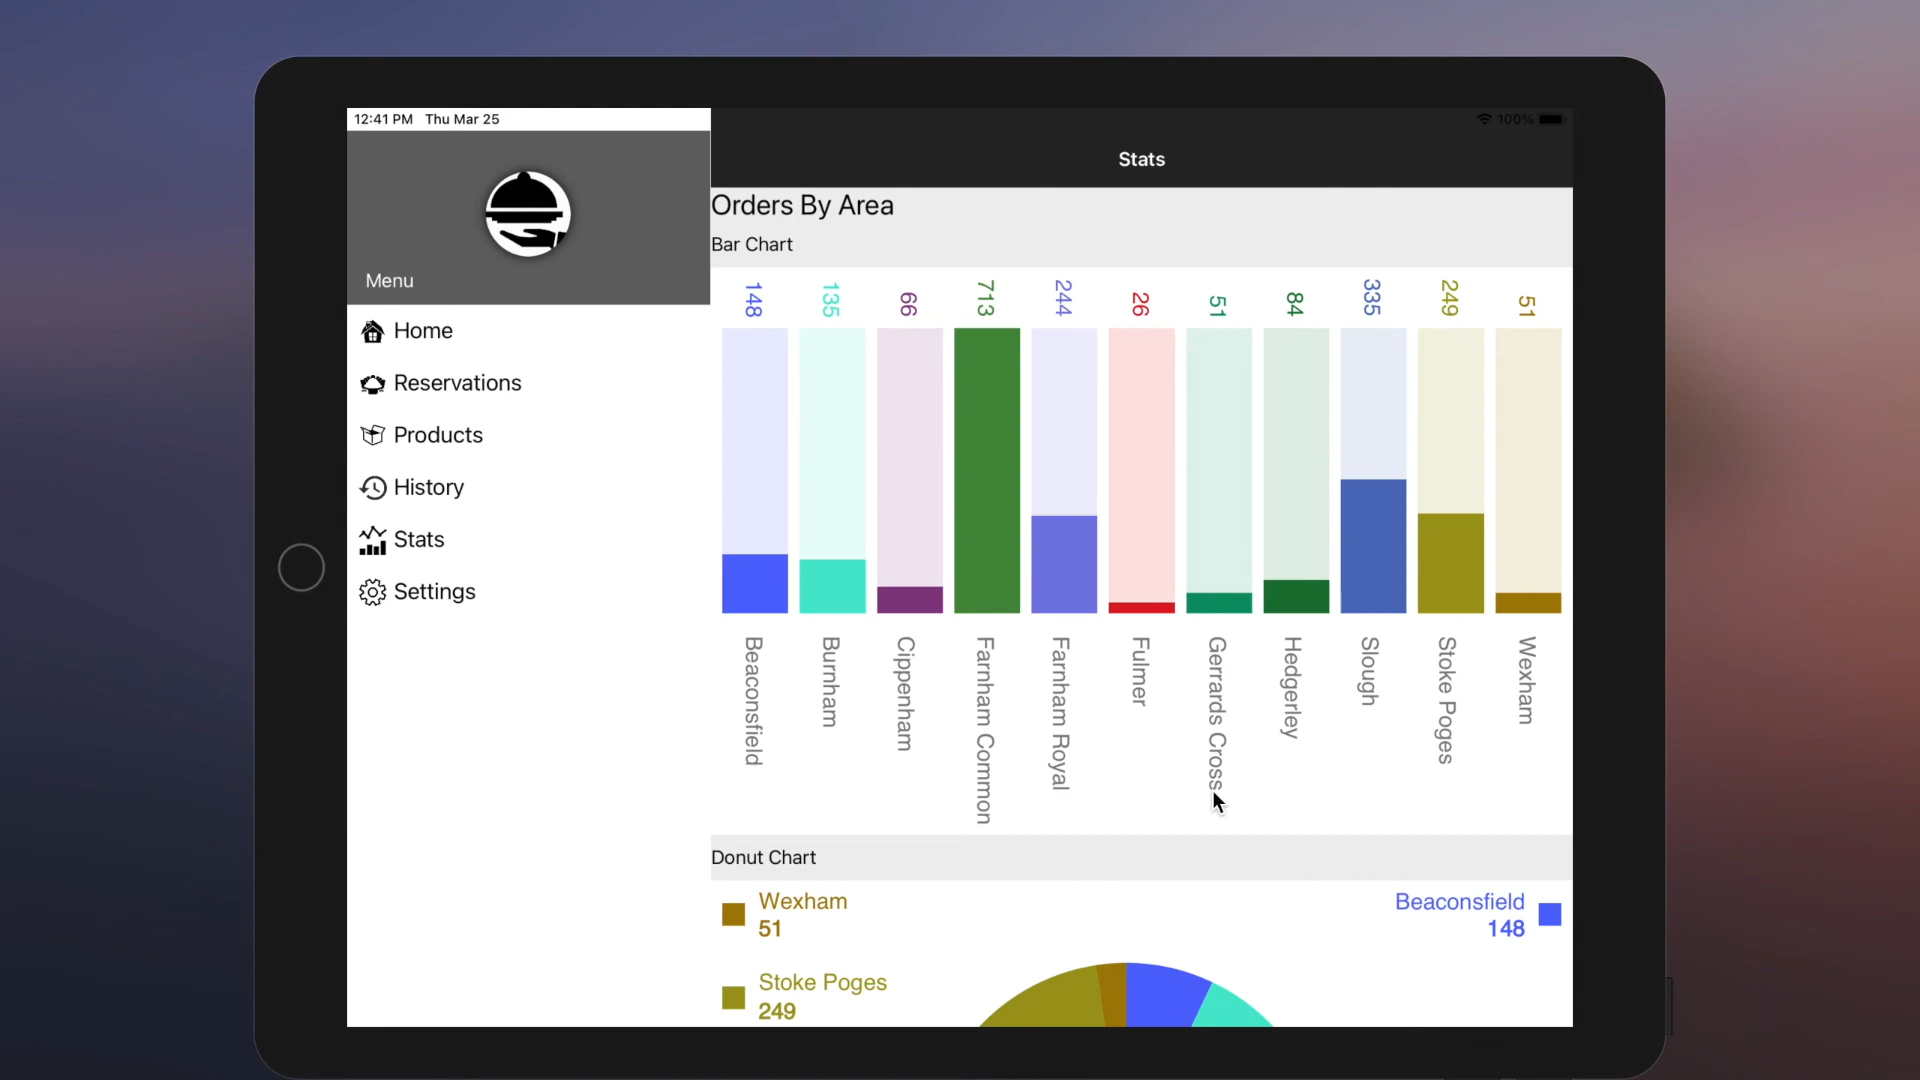 12:41 PM Thu Mar 25
100%
Stats
Menu
Home
Reservations
Products
History
Stats
Settings
Orders By Area
Bar Chart
148
135
66
713
244
26
51
84
335
249
51
Beaconsfield
Burnham
Cippenham
Farnham Common
Farnham Royal
Fulmer
Gerrards Cross
Hedgerley
Slough
Stoke Poges
Wexham
Donut Chart
Wexham
51
Beaconsfield
148
Stoke Poges
249